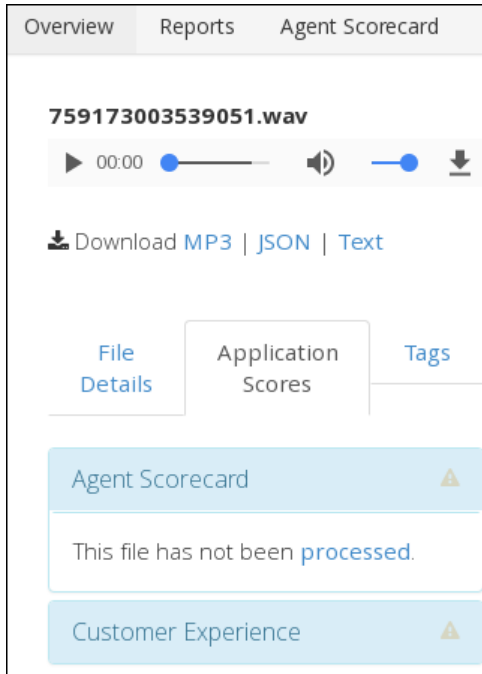 Overview Reports Agent Scorecard
759173003539051.wav
00:00
Download MP3 | JSON | Text
File Details
Application Scores
Tags
Agent Scorecard
This file has not been processed.
Customer Experience